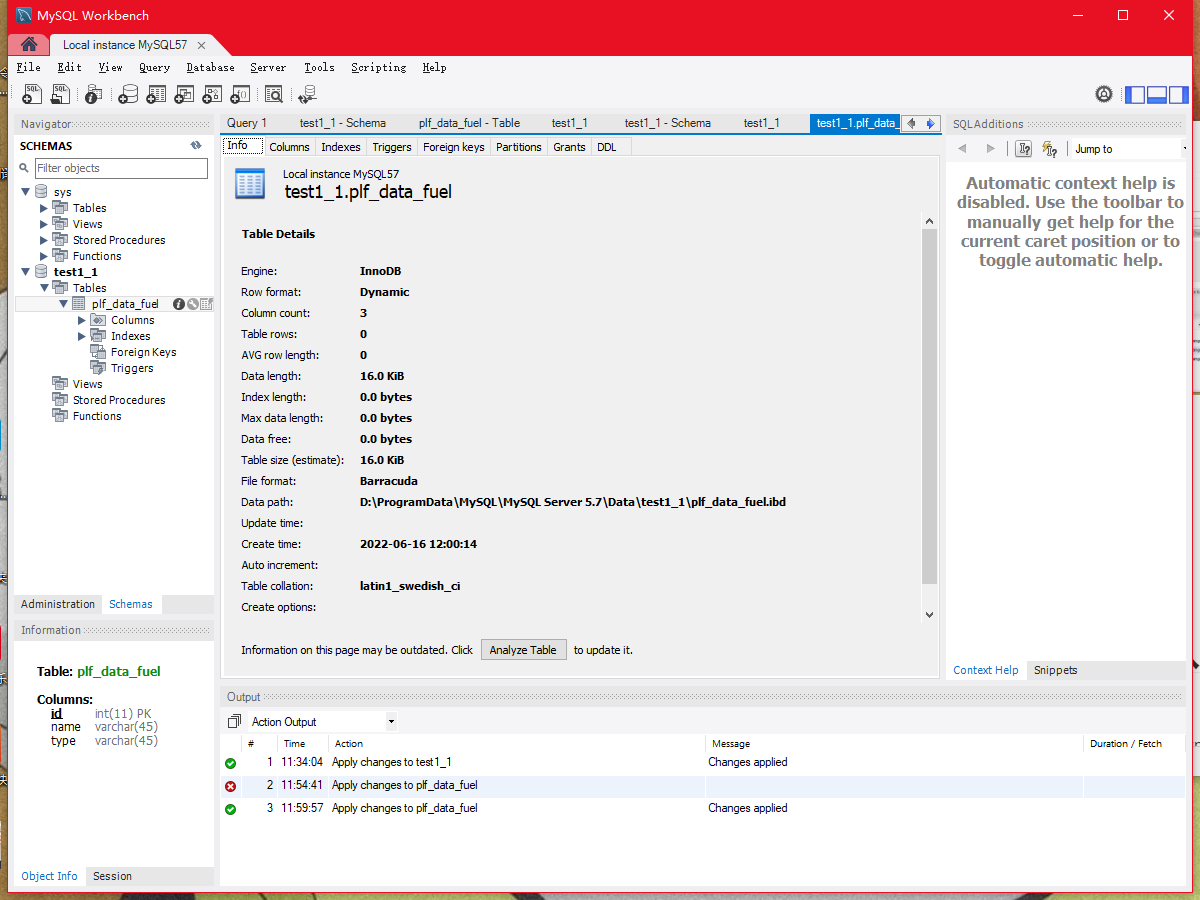 MySQL Workbench
Local instance MySQL57
File Edit View Query Database Server Tools Scripting Help
Navigator
SCHEMAS
Filter objects
sys
Tables
Views
Stored Procedures
Functions
test1_1
Tables
plf_data_fuel
Columns
Indexes
Foreign Keys
Triggers
Views
Stored Procedures
Functions
Administration Schemas
Information
Table: plf_data_fuel
Columns:
id int(11) PK
name varchar(45)
type varchar(45)
Object Info Session
Query 1 test1_1 - Schema plf_data_fuel - Table test1_1 test1_1 - Schema test1_1 test1_1.plf_data_
Info Columns Indexes Triggers Foreign keys Partitions Grants DDL
Local instance MySQL57
test1_1.plf_data_fuel
Table Details
Engine: InnoDB
Row format: Dynamic
Column count: 3
Table rows: 0
AVG row length: 0
Data length: 16.0 KiB
Index length: 0.0 bytes
Max data length: 0.0 bytes
Data free: 0.0 bytes
Table size (estimate): 16.0 KiB
File format: Barracuda
Data path: D:\ProgramData\MySQL\MySQL Server 5.7\Data\test1_1\plf_data_fuel.ibd
Update time:
Create time: 2022-06-16 12:00:14
Auto increment:
Table collation: latin1_swedish_ci
Create options:
Information on this page may be outdated. Click Analyze Table to update it.
SQLAdditions
Jump to
Automatic context help is
disabled. Use the toolbar to
manually get help for the
current caret position or to
toggle automatic help.
Context Help Snippets
Output
Action Output
# Time Action Message Duration / Fetch
1 11:34:04 Apply changes to test1_1 Changes applied
2 11:54:41 Apply changes to plf_data_fuel
3 11:59:57 Apply changes to plf_data_fuel Changes applied